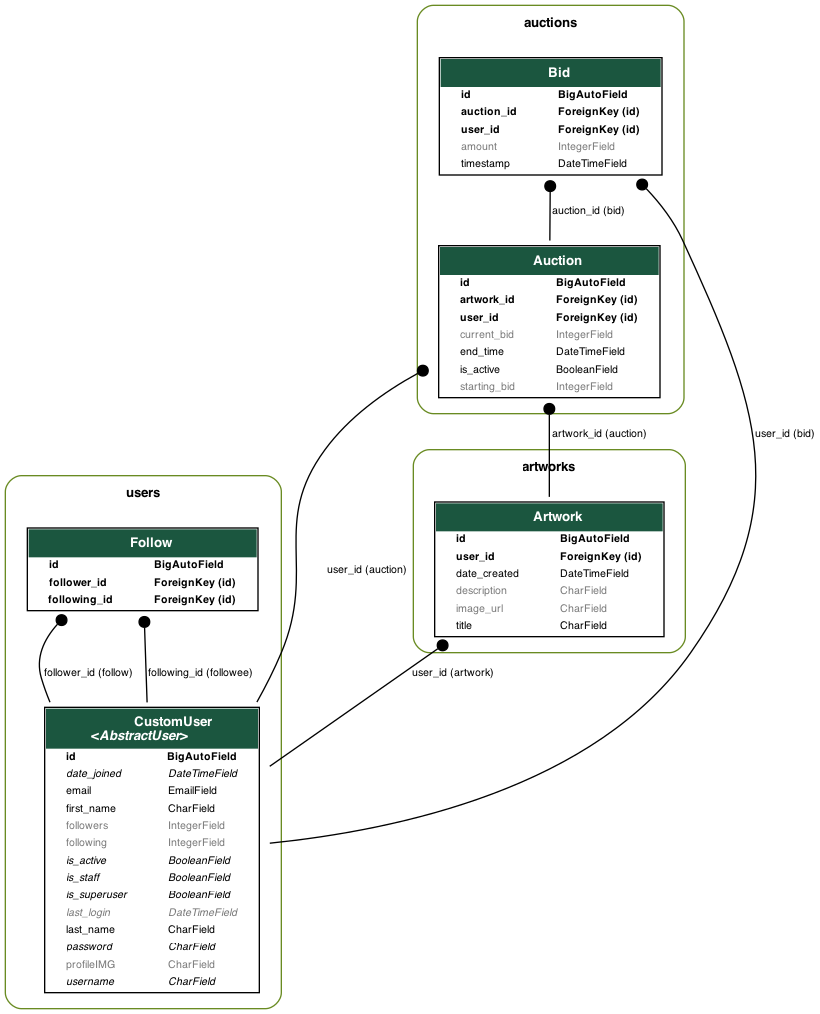 auctions
Bid
id BigAutoField
auction_id ForeignKey (id)
user_id ForeignKey (id)
amount IntegerField
timestamp DateTimeField
auction_id (bid)
Auction
id BigAutoField
artwork_id ForeignKey (id)
user_id ForeignKey (id)
current_bid IntegerField
end_time DateTimeField
is_active BooleanField
starting_bid IntegerField
artwork_id (auction)
user_id (bid)
artworks
Artwork
id BigAutoField
user_id ForeignKey (id)
date_created DateTimeField
description CharField
image_url CharField
title CharField
user_id (auction)
user_id (artwork)
users
Follow
id BigAutoField
follower_id ForeignKey (id)
following_id ForeignKey (id)
follower_id (follow)
following_id (followee)
CustomUser
<AbstractUser>
id BigAutoField
date_joined DateTimeField
email EmailField
first_name CharField
followers IntegerField
following IntegerField
is_active BooleanField
is_staff BooleanField
is_superuser BooleanField
last_login DateTimeField
last_name CharField
password CharField
profileIMG CharField
username CharField